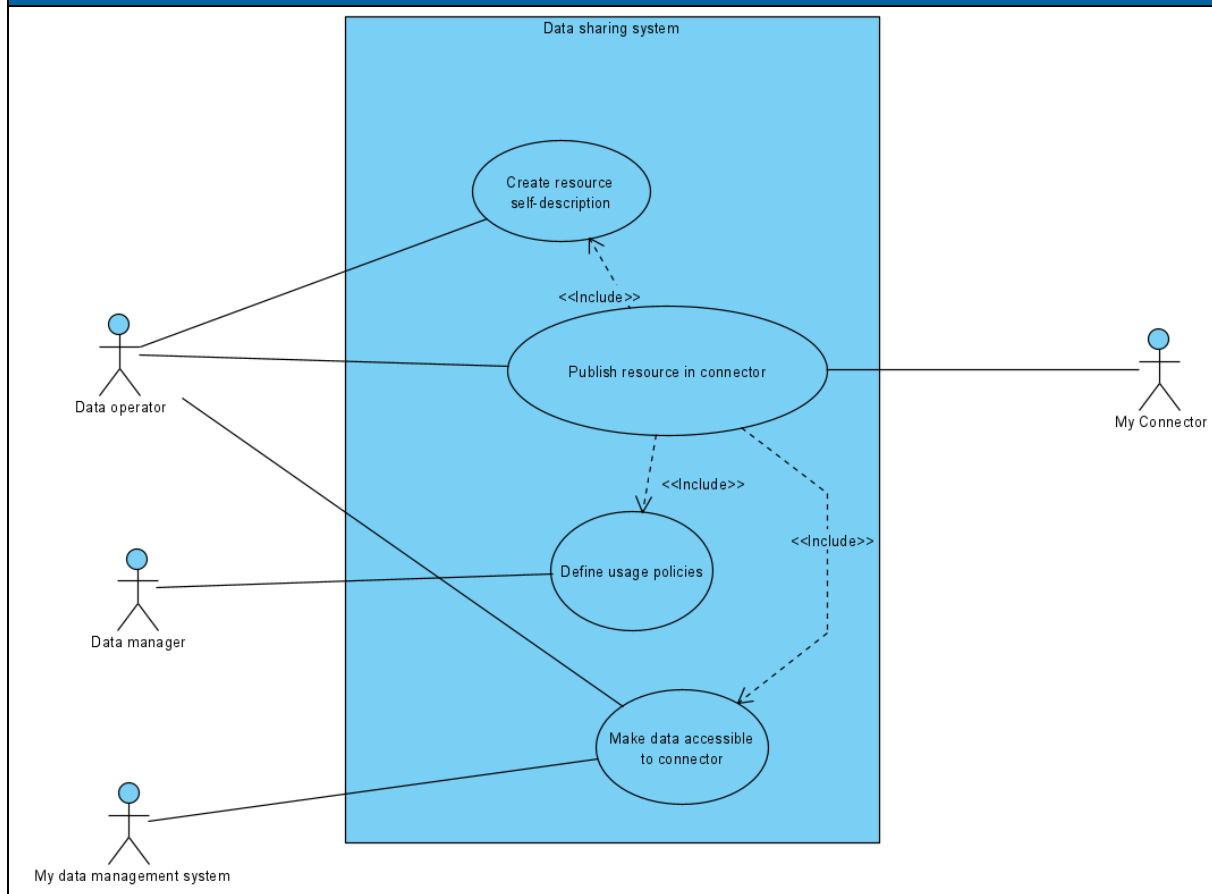 Data sharing system
Create resource
self-description
<<Include>>
Publish resource in connector
Data operator
My Connector
<<Include>>
<<Include>>
Define usage policies
Data manager
Make data accessible
to connector
My data management system